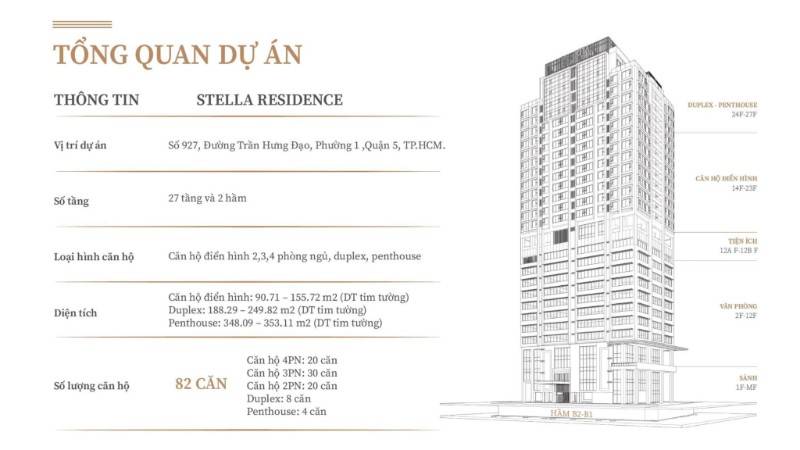 TỔNG QUAN DỰ ÁN
THÔNG TIN STELLA RESIDENCE
Vị trí dự án Số 927, Đường Trần Hưng Đạo, Phường 1 ,Quận 5, TP.HCM.
Số tầng 27 tầng và 2 hầm
Loại hình căn hộ Căn hộ điển hình 2,3,4 phòng ngủ, duplex, penthouse
Diện tích
Căn hộ điển hình: 90.71 – 155.72 m2 (DT tim tường)
Duplex: 188.29 – 249.82 m2 (DT tim tường)
Penthouse: 348.09 – 353.11 m2 (DT tim tường)
Số lượng căn hộ 82 CĂN
Căn hộ 4PN: 20 căn
Căn hộ 3PN: 30 căn
Căn hộ 2PN: 20 căn
Duplex: 8 căn
Penthouse: 4 căn
DUPLEX - PENTHOUSE
24F-27F
CĂN HỘ ĐIỂN HÌNH
14F-23F
TIỆN ÍCH
12A F-12B F
VĂN PHÒNG
2F-12F
SẢNH
1F-MF
HẦM B2-B1